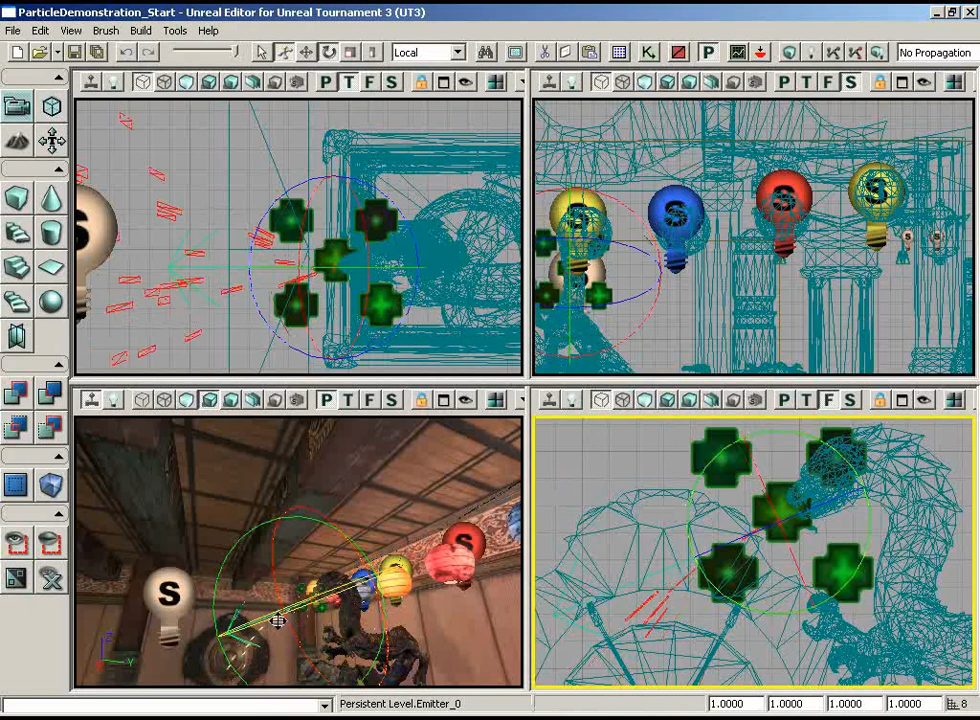 ParticleDemonstration_Start - Unreal Editor for Unreal Tournament 3 (UT3)
File Edit View Brush Build Tools Help
Local K P No Propagation
P T F S P T F S
S S S S S
P T F S P T F S
S S
Z Y
Persistent Level.Emitter_0 1.0000 1.0000 1.0000 1.0000 8